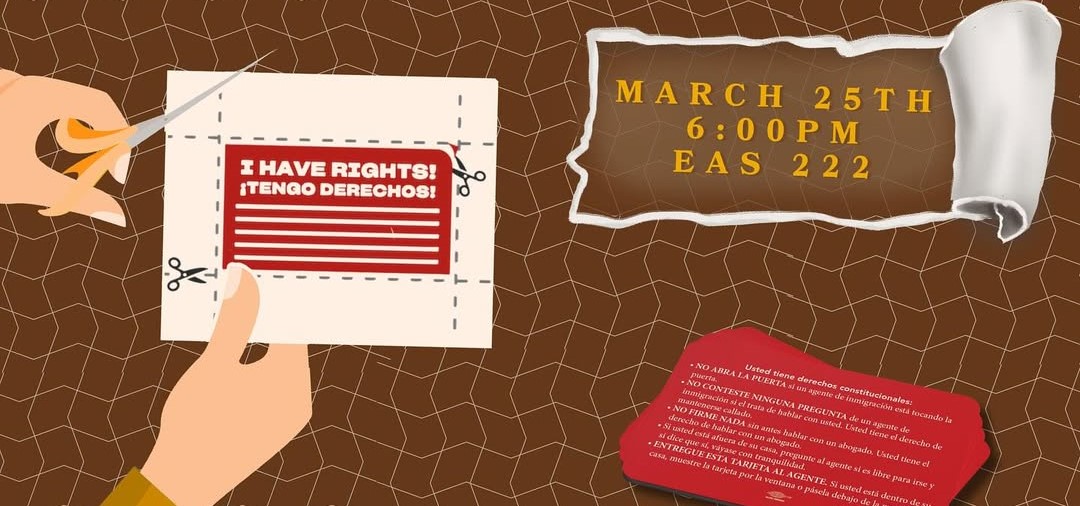 I HAVE RIGHTS!
¡TENGO DERECHOS!
MARCH 25TH
6:00PM
EAS 222
Usted tiene derechos constitucionales:
• NO ABRA LA PUERTA si un agente de inmigración está tocando la
puerta.
• NO CONTESTE NINGUNA PREGUNTA de un agente de
inmigración si el trata de hablar con usted. Usted tiene el derecho de
mantenerse callado.
• NO FIRME NADA sin antes hablar con un abogado. Usted tiene el
derecho de hablar con un abogado.
• Si usted está afuera de su casa, pregunte al agente si es libre para irse y
si dice que sí, váyase con tranquilidad.
• ENTREGUE ESTA TARJETA AL AGENTE. Si usted está dentro de su
casa, muestre la tarjeta por la ventana o pásela debajo de la